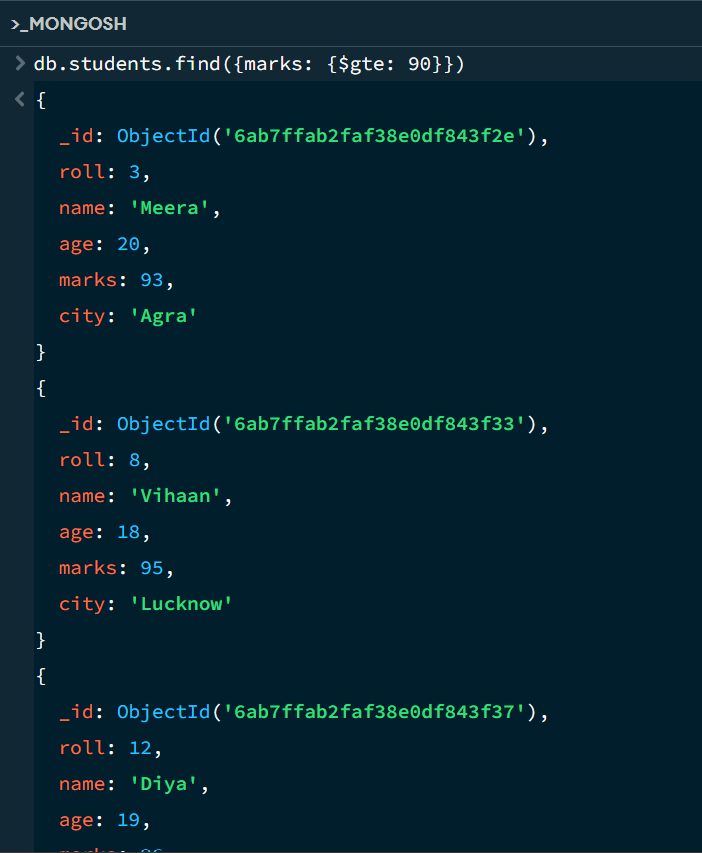 >_MONGOSH
> db.students.find({marks: {$gte: 90}})
< {
_id: ObjectId('6ab7ffab2faf38e0df843f2e'),
roll: 3,
name: 'Meera',
age: 20,
marks: 93,
city: 'Agra'
}
{
_id: ObjectId('6ab7ffab2faf38e0df843f33'),
roll: 8,
name: 'Vihaan',
age: 18,
marks: 95,
city: 'Lucknow'
}
{
_id: ObjectId('6ab7ffab2faf38e0df843f37'),
roll: 12,
name: 'Diya',
age: 19,